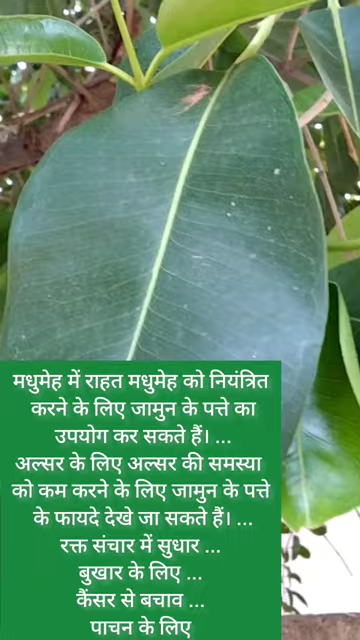 मधुमेह में राहत मधुमेह को नियंत्रित
करने के लिए जामुन के पत्ते का
उपयोग कर सकते हैं। ...
अल्सर के लिए अल्सर की समस्या
को कम करने के लिए जामुन के पत्ते
के फायदे देखे जा सकते हैं। ...
रक्त संचार में सुधार ...
बुखार के लिए ...
कैंसर से बचाव ...
पाचन के लिए